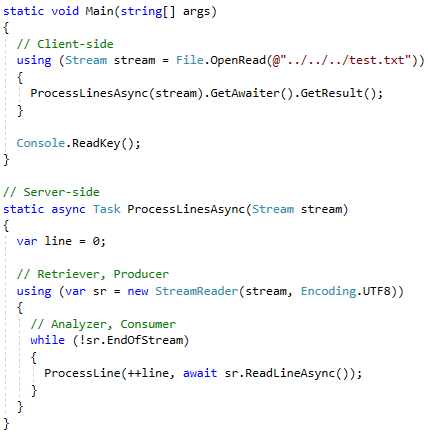 static void Main(string[] args)
{
  // Client-side
  using (Stream stream = File.OpenRead(@"../../../test.txt"))
  {
    ProcessLinesAsync(stream).GetAwaiter().GetResult();
  }

  Console.ReadKey();
}

// Server-side
static async Task ProcessLinesAsync(Stream stream)
{
  var line = 0;

  // Retriever, Producer
  using (var sr = new StreamReader(stream, Encoding.UTF8))
  {
    // Analyzer, Consumer
    while (!sr.EndOfStream)
    {
      ProcessLine(++line, await sr.ReadLineAsync());
    }
  }
}